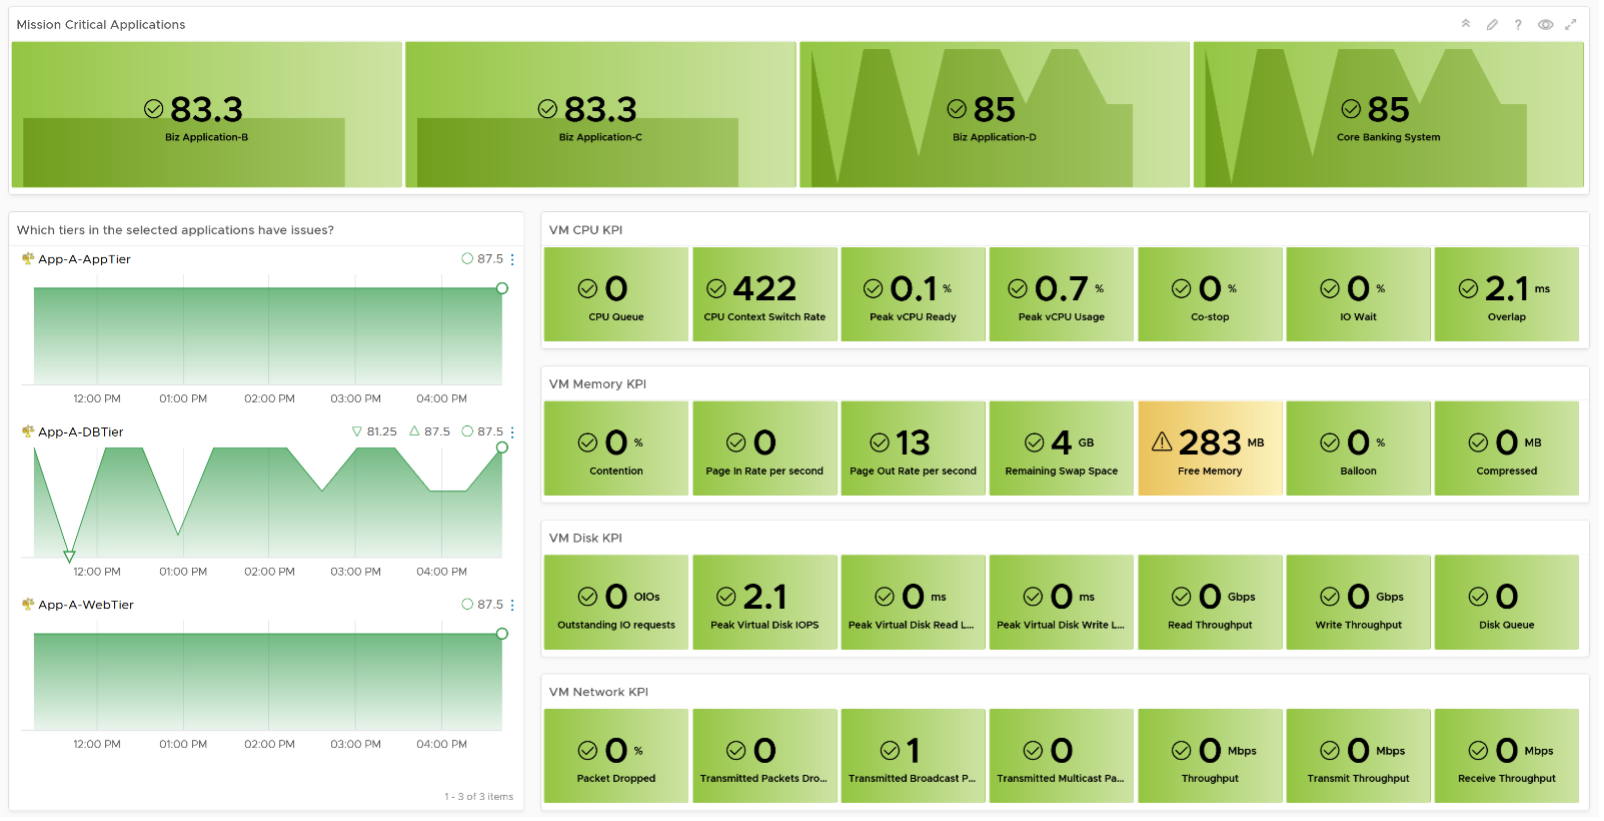 Mission Critical Applications
?
83.3
Biz Application-B
83.3
Biz Application-C
85
Biz Application-D
85
Core Banking System
Which tiers in the selected applications have issues?
App-A-AppTier
87.5
12:00 PM 01:00 PM 02:00 PM 03:00 PM 04:00 PM
App-A-DBTier
81.25 87.5 87.5
12:00 PM 01:00 PM 02:00 PM 03:00 PM 04:00 PM
App-A-WebTier
87.5
12:00 PM 01:00 PM 02:00 PM 03:00 PM 04:00 PM
1 - 3 of 3 items
VM CPU KPI
0
CPU Queue
422
CPU Context Switch Rate
0.1 %
Peak vCPU Ready
0.7 %
Peak vCPU Usage
0 %
Co-stop
0 %
IO Wait
2.1 ms
Overlap
VM Memory KPI
0 %
Contention
0
Page In Rate per second
13
Page Out Rate per second
4 GB
Remaining Swap Space
283 MB
Free Memory
0 %
Balloon
0 MB
Compressed
VM Disk KPI
0 OIOs
Outstanding IO requests
2.1
Peak Virtual Disk IOPS
0 ms
Peak Virtual Disk Read L...
0 ms
Peak Virtual Disk Write L...
0 Gbps
Read Throughput
0 Gbps
Write Throughput
0
Disk Queue
VM Network KPI
0 %
Packet Dropped
0
Transmitted Packets Dro...
1
Transmitted Broadcast P...
0
Transmitted Multicast Pa...
0 Mbps
Throughput
0 Mbps
Transmit Throughput
0 Mbps
Receive Throughput